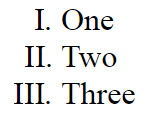 I. One
II. Two
III. Three